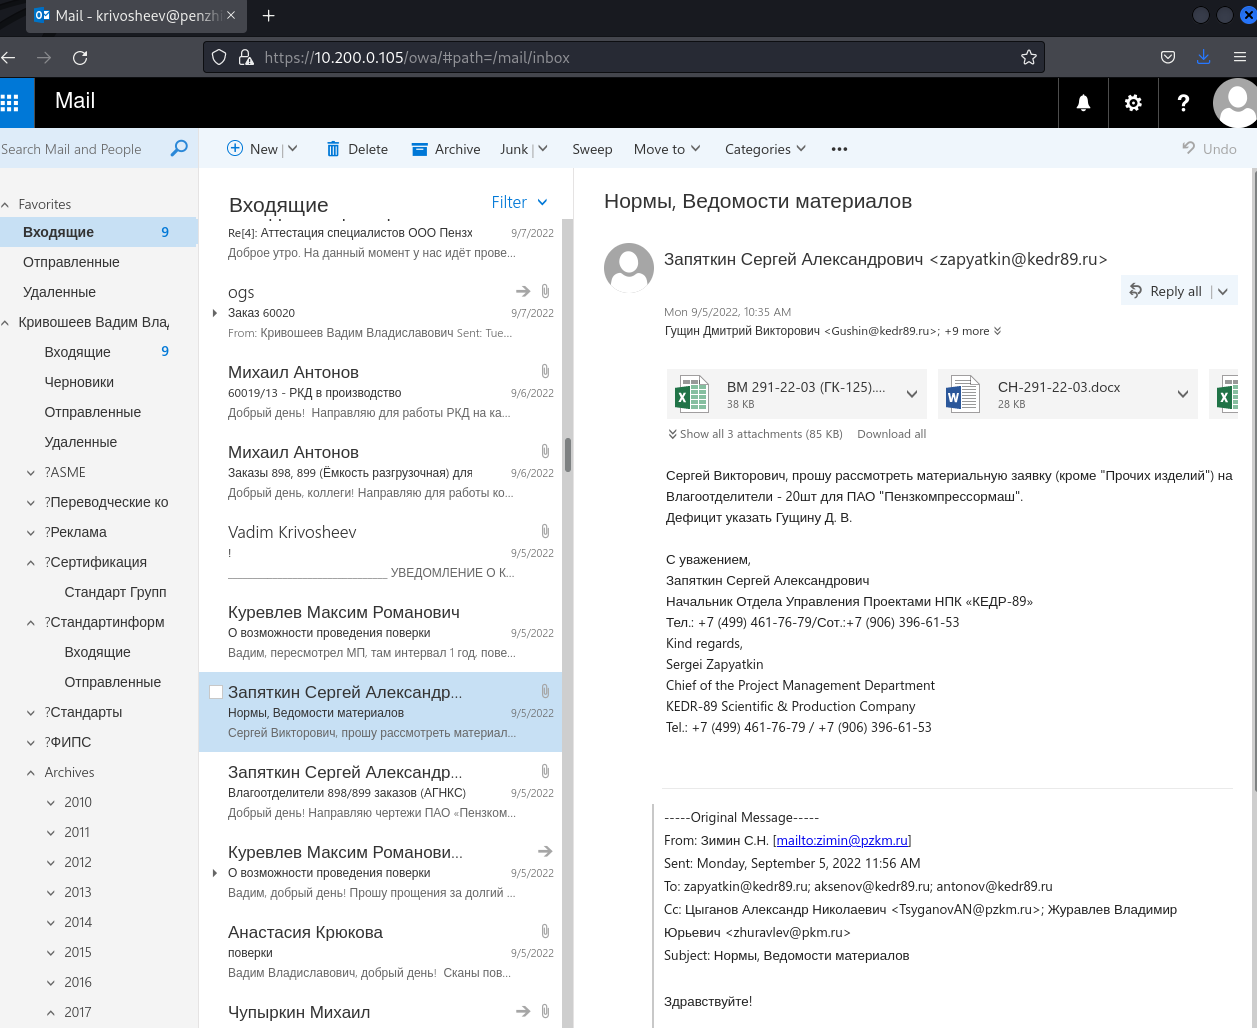 Mail - krivosheev@penzhi
https://10.200.0.105/owa/#path=/mail/inbox
Mail
Search Mail and People
New
Delete
Archive
Junk
Sweep
Move to
Categories
Undo
Favorites
Входящие 9
Отправленные
Удаленные
Кривошеев Вадим Влад
Входящие 9
Черновики
Отправленные
Удаленные
?ASME
?Переводческие ко
?Реклама
?Сертификация
Стандарт Групп
?Стандартинформ
Входящие
Отправленные
?Стандарты
?ФИПС
Archives
2010
2011
2012
2013
2014
2015
2016
2017
Входящие
Filter
Re[4]: Аттестация специалистов ООО Пензх 9/7/2022
Доброе утро. На данный момент у нас идёт прове...
ogs
Заказ 60020 9/7/2022
From: Кривошеев Вадим Владиславович Sent: Tue...
Михаил Антонов
60019/13 - РКД в производство 9/6/2022
Добрый день! Направляю для работы РКД на ка...
Михаил Антонов
Заказы 898, 899 (Ёмкость разгрузочная) для 9/6/2022
Добрый день, коллеги! Направляю для работы ко...
Vadim Krivosheev
! 9/5/2022
________________________ УВЕДОМЛЕНИЕ О К...
Куревлев Максим Романович
О возможности проведения поверки 9/5/2022
Вадим, пересмотрел МП, там интервал 1 год, пове...
Запяткин Сергей Александр...
Нормы, Ведомости материалов 9/5/2022
Сергей Викторович, прошу рассмотреть материал...
Запяткин Сергей Александр...
Влагоотделители 898/899 заказов (АГНКС) 9/5/2022
Добрый день! Направляю чертежи ПАО «Пензком...
Куревлев Максим Романови...
О возможности проведения поверки 9/5/2022
Вадим, добрый день! Прошу прощения за долгий ...
Анастасия Крюкова
поверки 9/5/2022
Вадим Владиславович, добрый день! Сканы пов...
Чупыркин Михаил
Нормы, Ведомости материалов
Запяткин Сергей Александрович <zapyatkin@kedr89.ru>
Reply all
Mon 9/5/2022, 10:35 AM
Гущин Дмитрий Викторович <Gushin@kedr89.ru>; +9 more
ВМ 291-22-03 (ГК-125)....
38 KB
СН-291-22-03.docx
28 KB
Show all 3 attachments (85 KB) Download all
Сергей Викторович, прошу рассмотреть материальную заявку (кроме "Прочих изделий") на
Влагоотделители - 20шт для ПАО "Пензкомпрессормаш".
Дефицит указать Гущину Д. В.
С уважением,
Запяткин Сергей Александрович
Начальник Отдела Управления Проектами НПК «КЕДР-89»
Тел.: +7 (499) 461-76-79/Сот.:+7 (906) 396-61-53
Kind regards,
Sergei Zapyatkin
Chief of the Project Management Department
KEDR-89 Scientific & Production Company
Tel.: +7 (499) 461-76-79 / +7 (906) 396-61-53
-----Original Message-----
From: Зимин С.Н. [mailto:zimin@pzkm.ru]
Sent: Monday, September 5, 2022 11:56 AM
To: zapyatkin@kedr89.ru; aksenov@kedr89.ru; antonov@kedr89.ru
Cc: Цыганов Александр Николаевич <TsyganovAN@pzkm.ru>; Журавлев Владимир
Юрьевич <zhuravlev@pkm.ru>
Subject: Нормы, Ведомости материалов
Здравствуйте!